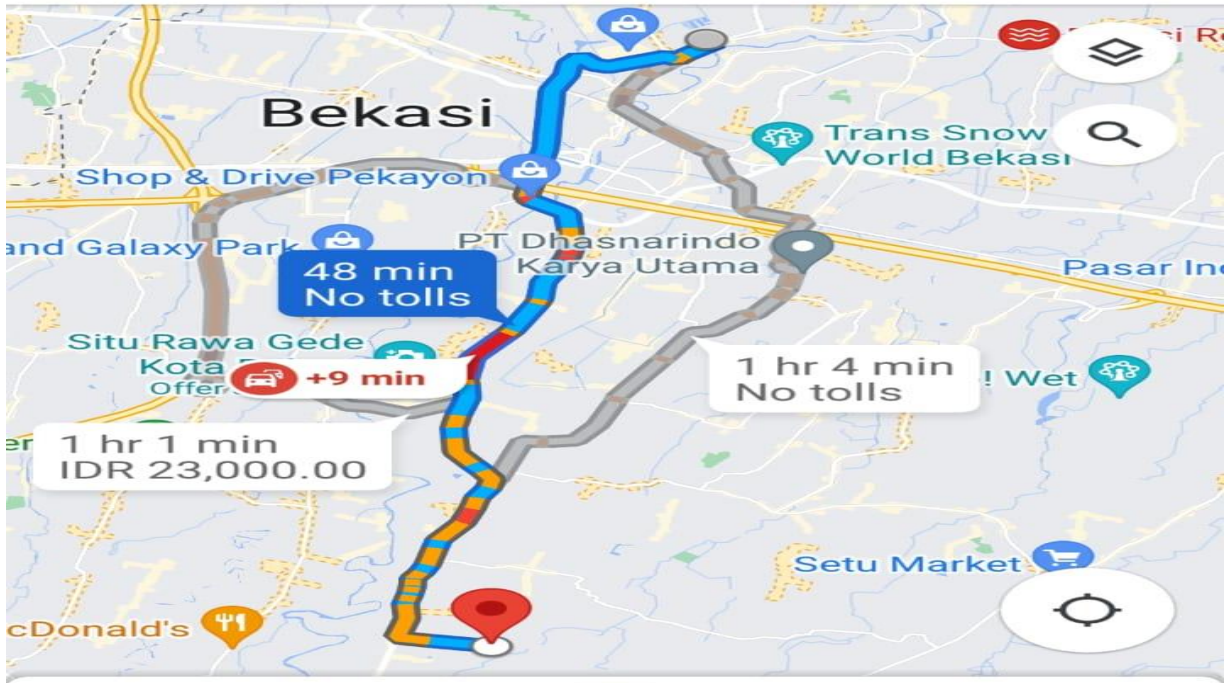 Bekasi
Trans Snow
World Bekasi
Shop & Drive Pekayon
and Galaxy Park
PT Dhasnarindo
Karya Utama
Pasar Ind
48 min
No tolls
Situ Rawa Gede
Kota
Offer
+9 min
1 hr 4 min
No tolls
! Wet
1 hr 1 min
IDR 23,000.00
Setu Market
cDonald's